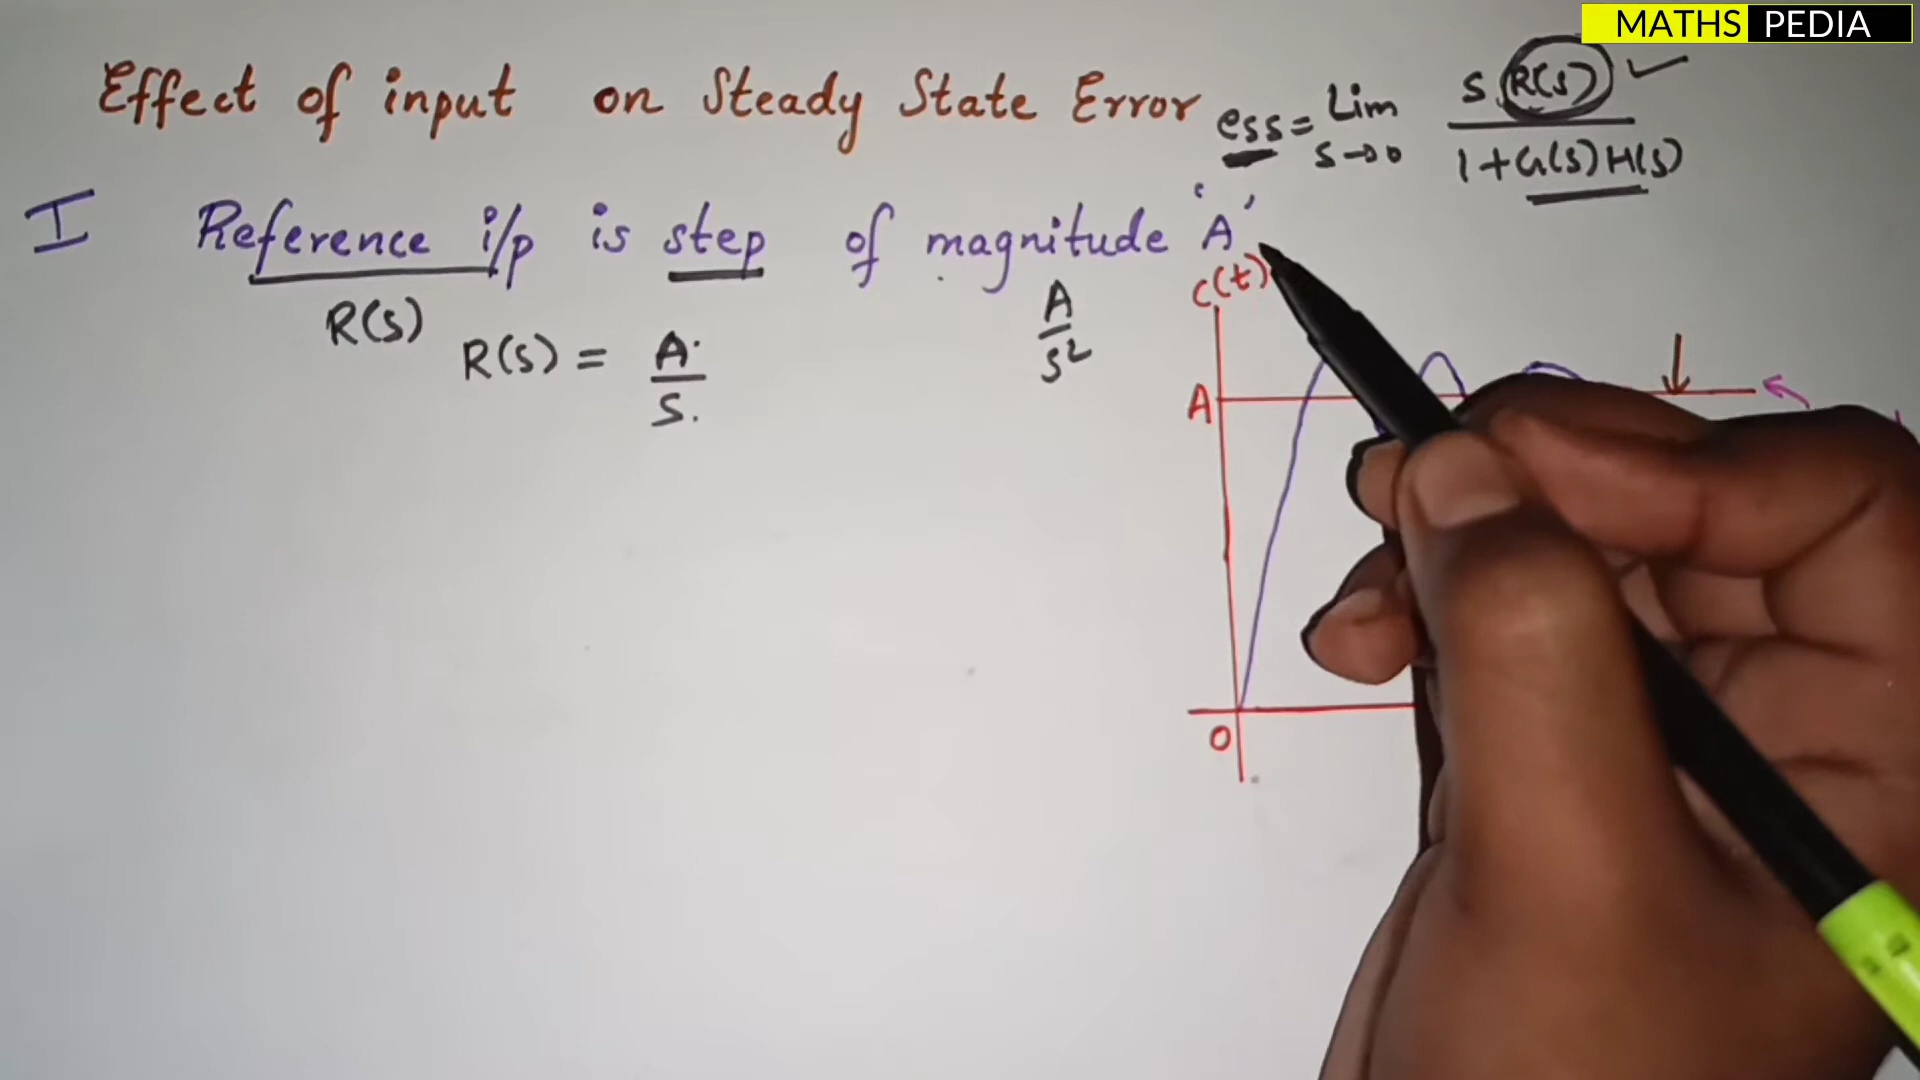 MATHS PEDIA
Effect of input on Steady State Error
ess = Lim s→0 S R(s) / 1+G(s)H(s)
I Reference i/p is step of magnitude 'A'
R(s)
R(s) = A / S
A / S²
C(t)
A
0